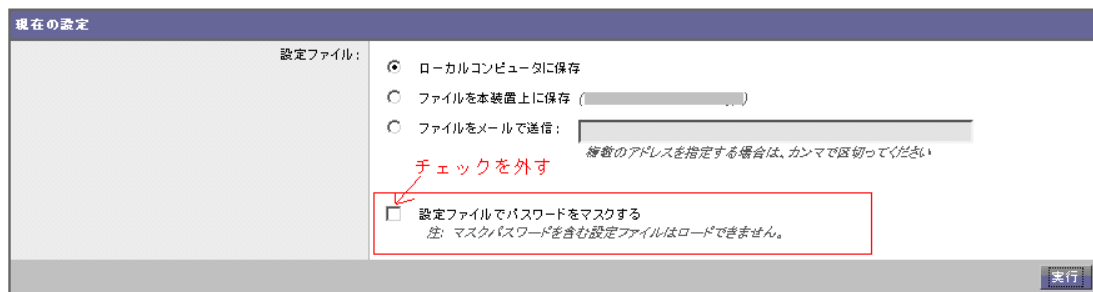 現在の設定
設定ファイル:
ローカルコンピュータに保存
ファイルを本装置上に保存 ( )
ファイルをメールで送信:
複数のアドレスを指定する場合は、カンマで区切ってください
チェックを外す
設定ファイルでパスワードをマスクする
注: マスクパスワードを含む設定ファイルはロードできません。
実行